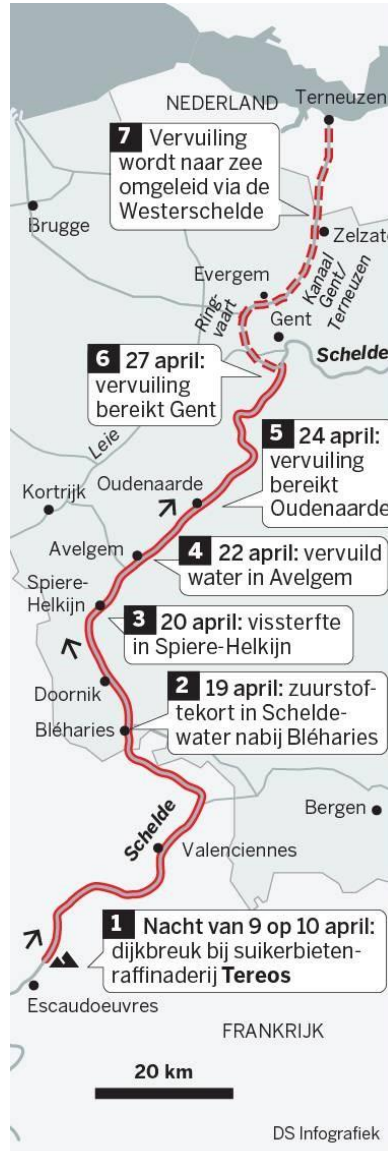 NEDERLAND
Terneuzen
7 Vervuiling
wordt naar zee
omgeleid via de
Westerschelde
Brugge
Zelzate
Evergem
Ring-
vaart
Kanaal
Gent/
Terneuzen
Gent
Schelde
6 27 april:
vervuiling
bereikt Gent
Leie
5 24 april:
vervuiling
bereikt
Oudenaarde
Oudenaarde
Kortrijk
Avelgem
4 22 april: vervuild
water in Avelgem
Spiere-
Helkijn
3 20 april: vissterfte
in Spiere-Helkijn
Doornik
2 19 april: zuurstof-
tekort in Schelde-
water nabij Bléharies
Bléharies
Bergen
Schelde
Valenciennes
1 Nacht van 9 op 10 april:
dijkbreuk bij suikerbieten-
raffinaderij Tereos
Escaudoeuvres
FRANKRIJK
20 km
DS Infografiek